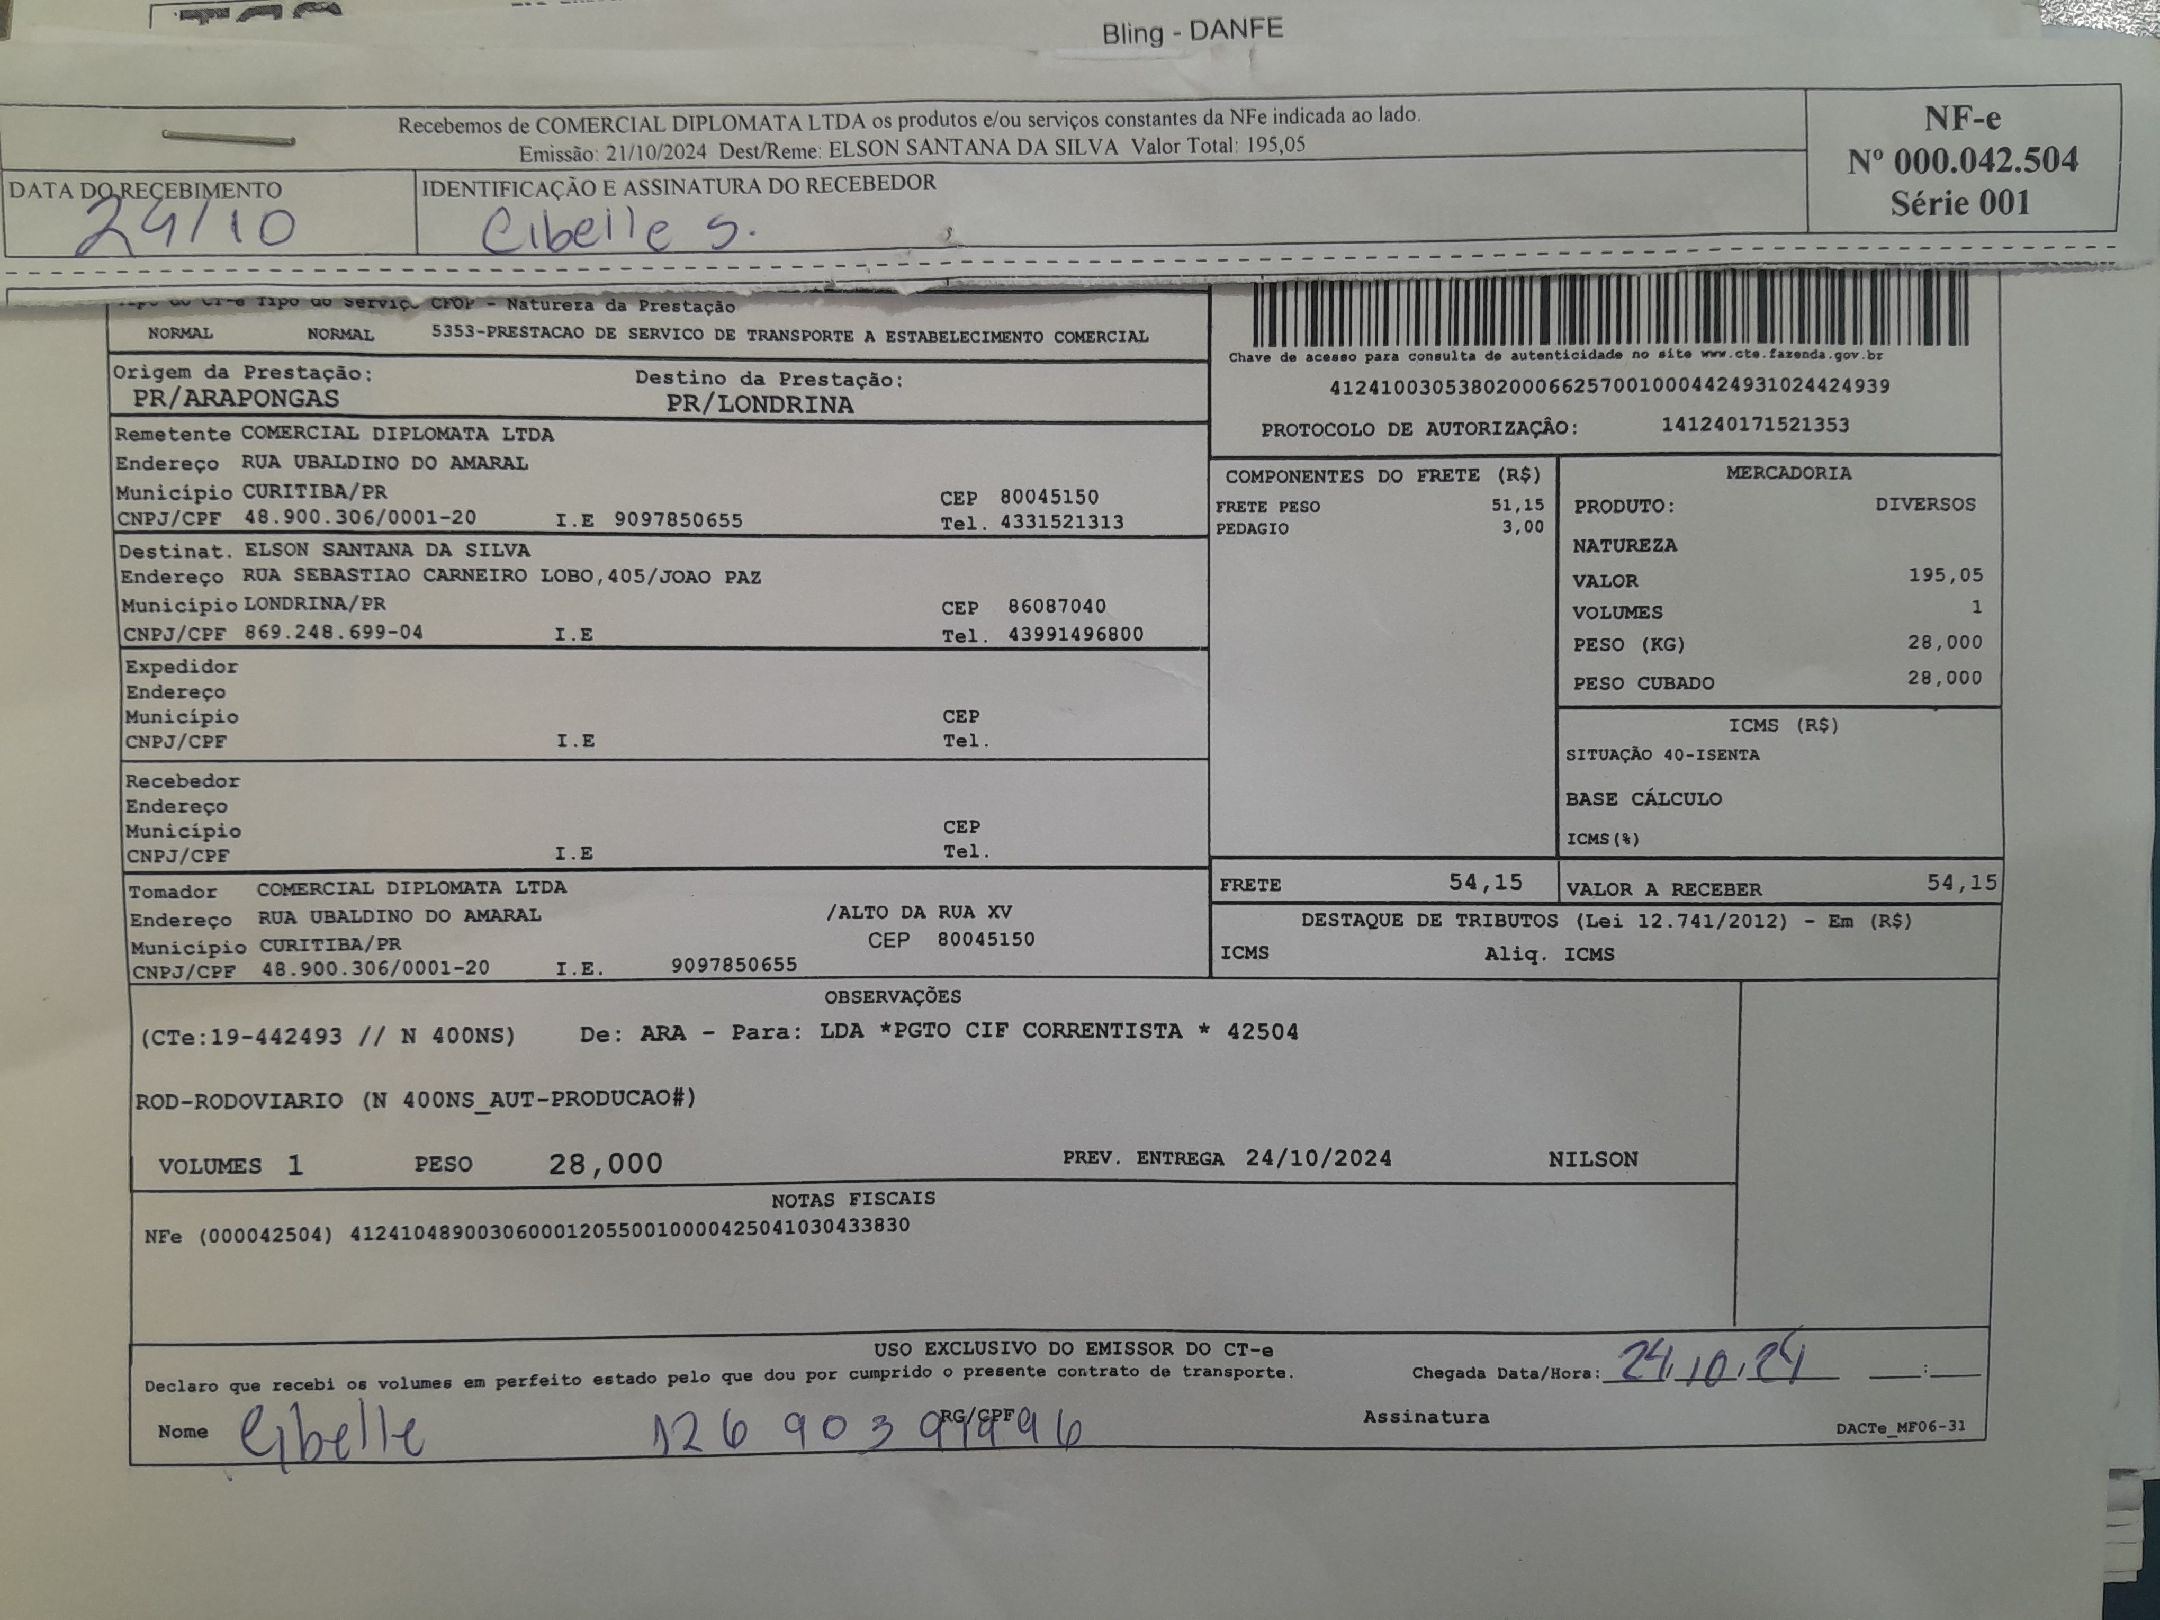 Bling - DANFE
Recebemos de COMERCIAL DIPLOMATA LTDA os produtos e/ou serviços constantes da NFe indicada ao lado.
Emissão: 21/10/2024 Dest/Reme: ELSON SANTANA DA SILVA Valor Total: 195,05
NF-e
Nº 000.042.504
Série 001
DATA DO RECEBIMENTO
24/10
IDENTIFICAÇÃO E ASSINATURA DO RECEBEDOR
Cibelle S.
Tipo do CT-e Tipo do Serviç. CFOP - Natureza da Prestação
NORMAL NORMAL 5353-PRESTACAO DE SERVICO DE TRANSPORTE A ESTABELECIMENTO COMERCIAL
Origem da Prestação: Destino da Prestação:
PR/ARAPONGAS PR/LONDRINA
Remetente COMERCIAL DIPLOMATA LTDA
Endereço RUA UBALDINO DO AMARAL
Município CURITIBA/PR CEP 80045150
CNPJ/CPF 48.900.306/0001-20 I.E 9097850655 Tel. 4331521313
Destinat. ELSON SANTANA DA SILVA
Endereço RUA SEBASTIAO CARNEIRO LOBO,405/JOAO PAZ
Município LONDRINA/PR CEP 86087040
CNPJ/CPF 869.248.699-04 I.E Tel. 43991496800
Expedidor
Endereço
Município CEP
CNPJ/CPF I.E Tel.
Recebedor
Endereço
Município CEP
CNPJ/CPF I.E Tel.
Tomador COMERCIAL DIPLOMATA LTDA
Endereço RUA UBALDINO DO AMARAL /ALTO DA RUA XV
Município CURITIBA/PR CEP 80045150
CNPJ/CPF 48.900.306/0001-20 I.E. 9097850655
Chave de acesso para consulta de autenticidade no site www.cte.fazenda.gov.br
41241003053802000662570010004424931024424939
PROTOCOLO DE AUTORIZAÇÃO: 141240171521353
COMPONENTES DO FRETE (R$)
FRETE PESO 51,15
PEDAGIO 3,00
MERCADORIA
PRODUTO: DIVERSOS
NATUREZA
VALOR 195,05
VOLUMES 1
PESO (KG) 28,000
PESO CUBADO 28,000
ICMS (R$)
SITUAÇÃO 40-ISENTA
BASE CÁLCULO
ICMS(%)
FRETE 54,15 VALOR A RECEBER 54,15
DESTAQUE DE TRIBUTOS (Lei 12.741/2012) - Em (R$)
ICMS Aliq. ICMS
OBSERVAÇÕES
(CTe:19-442493 // N 400NS) De: ARA - Para: LDA *PGTO CIF CORRENTISTA * 42504
ROD-RODOVIARIO (N 400NS_AUT-PRODUCAO#)
VOLUMES 1 PESO 28,000 PREV. ENTREGA 24/10/2024 NILSON
NOTAS FISCAIS
NFe (000042504) 41241048900306000120550010000425041030433830
USO EXCLUSIVO DO EMISSOR DO CT-e
Declaro que recebi os volumes em perfeito estado pelo que dou por cumprido o presente contrato de transporte. Chegada Data/Hora: 24/10/24 ___:___
Nome Cibelle RG/CPF Assinatura DACTe_MF06-31